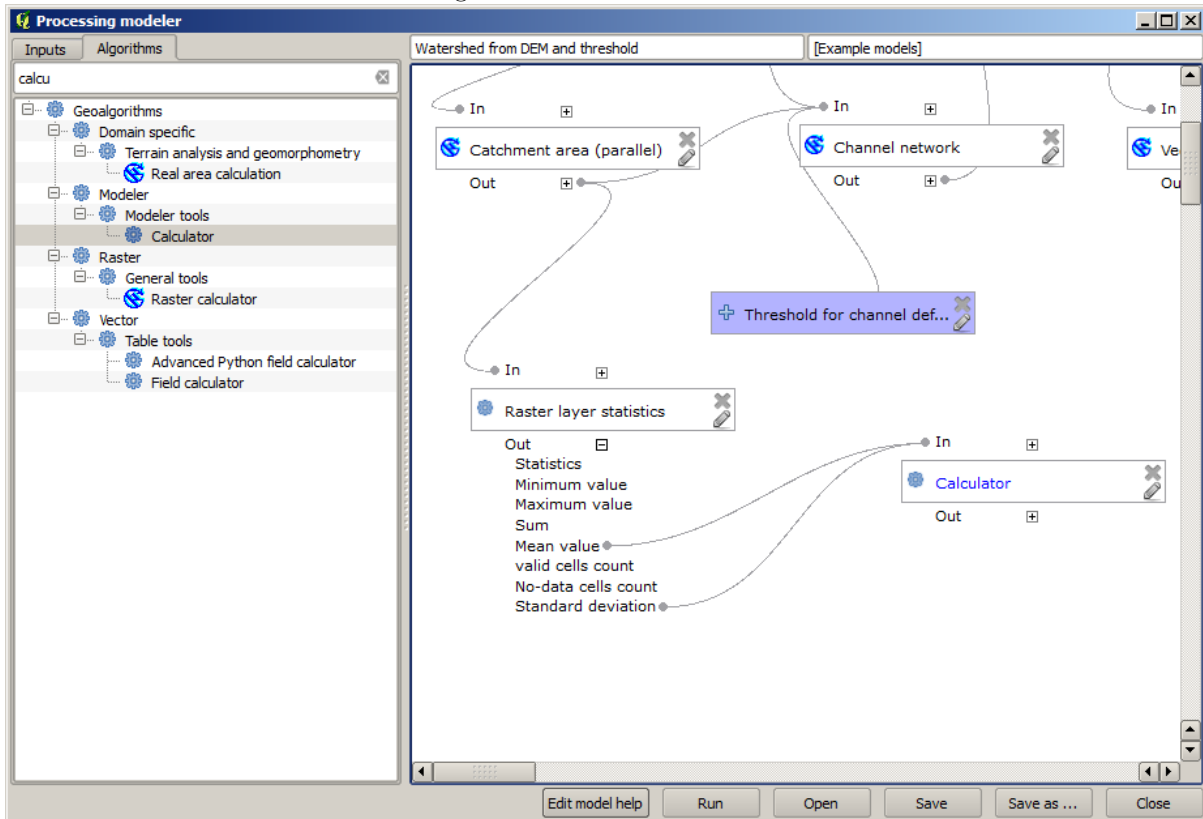 Processing modeler
Inputs Algorithms
Watershed from DEM and threshold
[Example models]
calcu
Geoalgorithms
Domain specific
Terrain analysis and geomorphometry
Real area calculation
Modeler
Modeler tools
Calculator
Raster
General tools
Raster calculator
Vector
Table tools
Advanced Python field calculator
Field calculator
In
Catchment area (parallel)
Out
In
Channel network
Out
In
Ve
Ou
Threshold for channel def...
In
Raster layer statistics
Out
Statistics
Minimum value
Maximum value
Sum
Mean value
valid cells count
No-data cells count
Standard deviation
In
Calculator
Out
Edit model help Run Open Save Save as ... Close